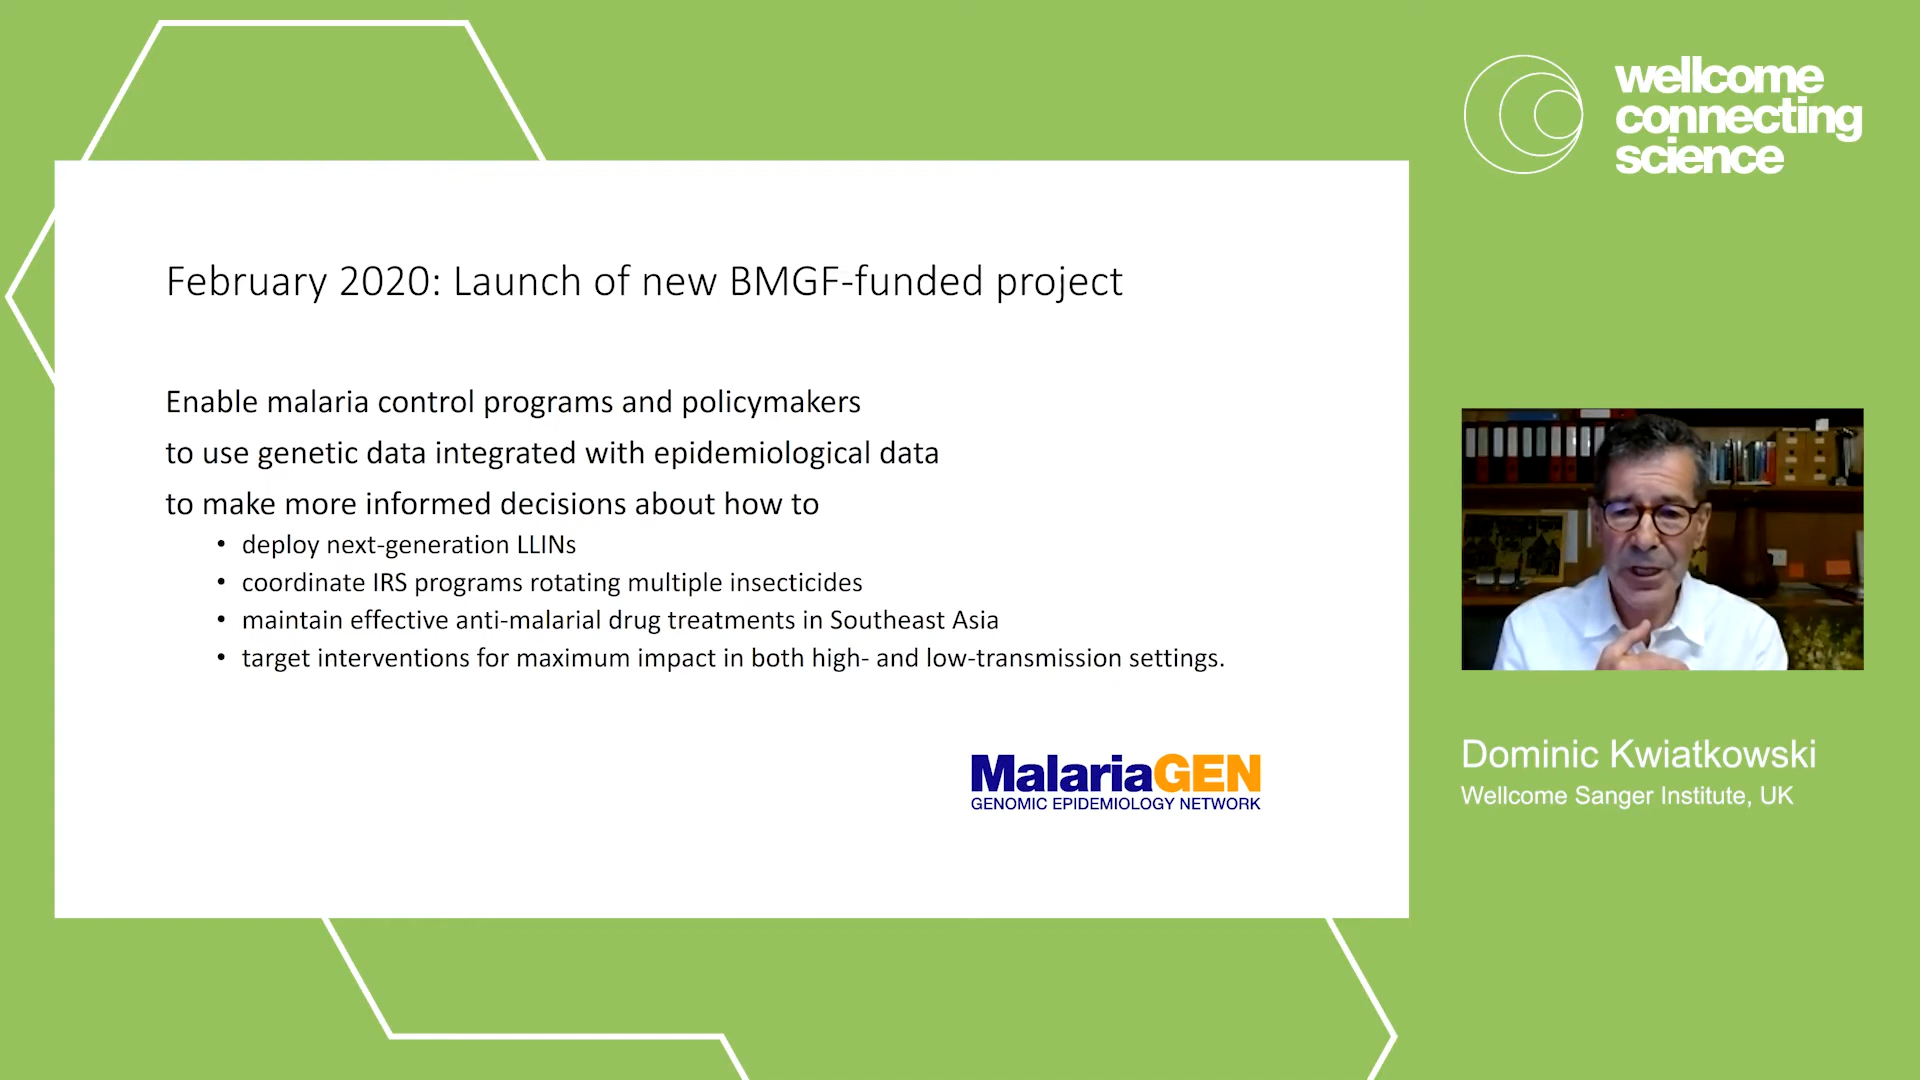 wellcome
connecting
science
February 2020: Launch of new BMGF-funded project
Enable malaria control programs and policymakers
to use genetic data integrated with epidemiological data
to make more informed decisions about how to
• deploy next-generation LLINs
• coordinate IRS programs rotating multiple insecticides
• maintain effective anti-malarial drug treatments in Southeast Asia
• target interventions for maximum impact in both high- and low-transmission settings.
MalariaGEN
GENOMIC EPIDEMIOLOGY NETWORK
Dominic Kwiatkowski
Wellcome Sanger Institute, UK